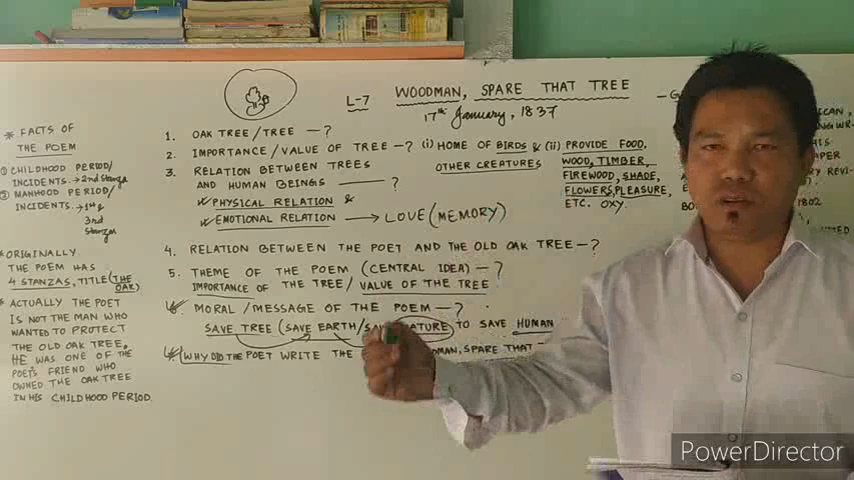 L-7 WOODMAN, SPARE THAT TREE
17th January, 1837
* FACTS OF
THE POEM
① CHILDHOOD PERIOD/
INCIDENTS. → 2nd stanza
② MANHOOD PERIOD/
INCIDENTS. → 1st &
3rd
stanzas
* ORIGINALLY
THE POEM HAS
4 STANZAS, TITLE (THE
OAK)
* ACTUALLY THE POET
IS NOT THE MAN WHO
WANTED TO PROTECT
THE OLD OAK TREE,
HE WAS ONE OF THE
POET'S FRIEND WHO
OWNED THE OAK TREE
IN HIS CHILDHOOD PERIOD.
1. OAK TREE/TREE — ?
2. IMPORTANCE/VALUE OF TREE — ? (i) HOME OF BIRDS & (ii) PROVIDE FOOD,
OTHER CREATURES WOOD, TIMBER,
FIREWOOD, SHADE,
FLOWERS, PLEASURE,
ETC. OXY.
3. RELATION BETWEEN TREES
AND HUMAN BEINGS — ?
PHYSICAL RELATION &
EMOTIONAL RELATION → LOVE (MEMORY)
4. RELATION BETWEEN THE POET AND THE OLD OAK TREE — ?
5. THEME OF THE POEM (CENTRAL IDEA) — ?
IMPORTANCE OF THE TREE/ VALUE OF THE TREE
6. MORAL/MESSAGE OF THE POEM — ?
SAVE TREE (SAVE EARTH/ NATURE TO SAVE HUMAN
WHY DID THE POET WRITE THE SPARE THAT
1802
PowerDirector